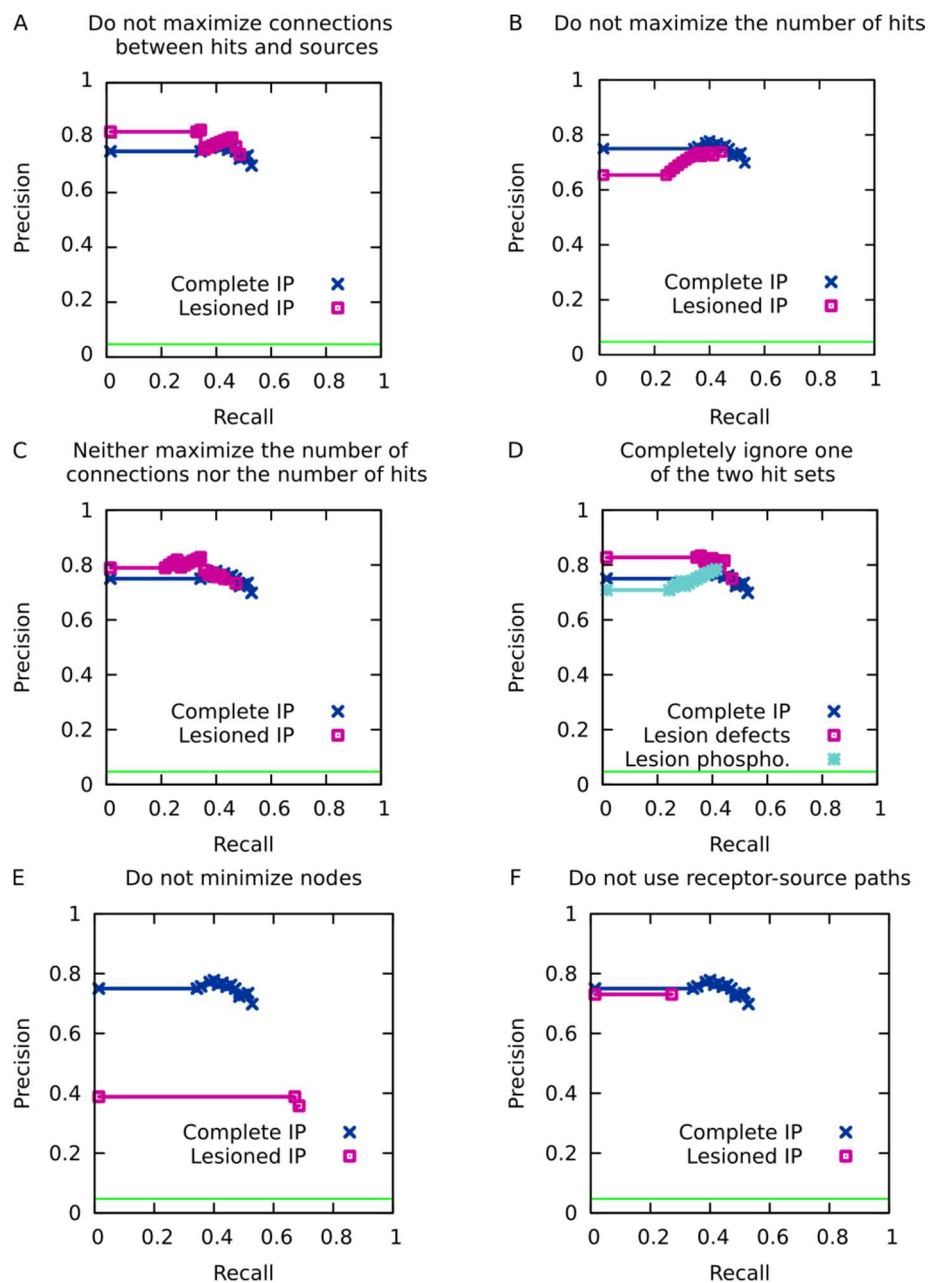 A Do not maximize connections
between hits and sources
1
0.8
0.6
0.4
0.2
0
Precision
Complete IP
Lesioned IP
0 0.2 0.4 0.6 0.8 1
Recall
B Do not maximize the number of hits
1
0.8
0.6
0.4
0.2
0
Precision
Complete IP
Lesioned IP
0 0.2 0.4 0.6 0.8 1
Recall
C Neither maximize the number of
connections nor the number of hits
1
0.8
0.6
0.4
0.2
0
Precision
Complete IP
Lesioned IP
0 0.2 0.4 0.6 0.8 1
Recall
D Completely ignore one
of the two hit sets
1
0.8
0.6
0.4
0.2
0
Precision
Complete IP
Lesion defects
Lesion phospho.
0 0.2 0.4 0.6 0.8 1
Recall
E Do not minimize nodes
1
0.8
0.6
0.4
0.2
0
Precision
Complete IP
Lesioned IP
0 0.2 0.4 0.6 0.8 1
Recall
F Do not use receptor-source paths
1
0.8
0.6
0.4
0.2
0
Precision
Complete IP
Lesioned IP
0 0.2 0.4 0.6 0.8 1
Recall